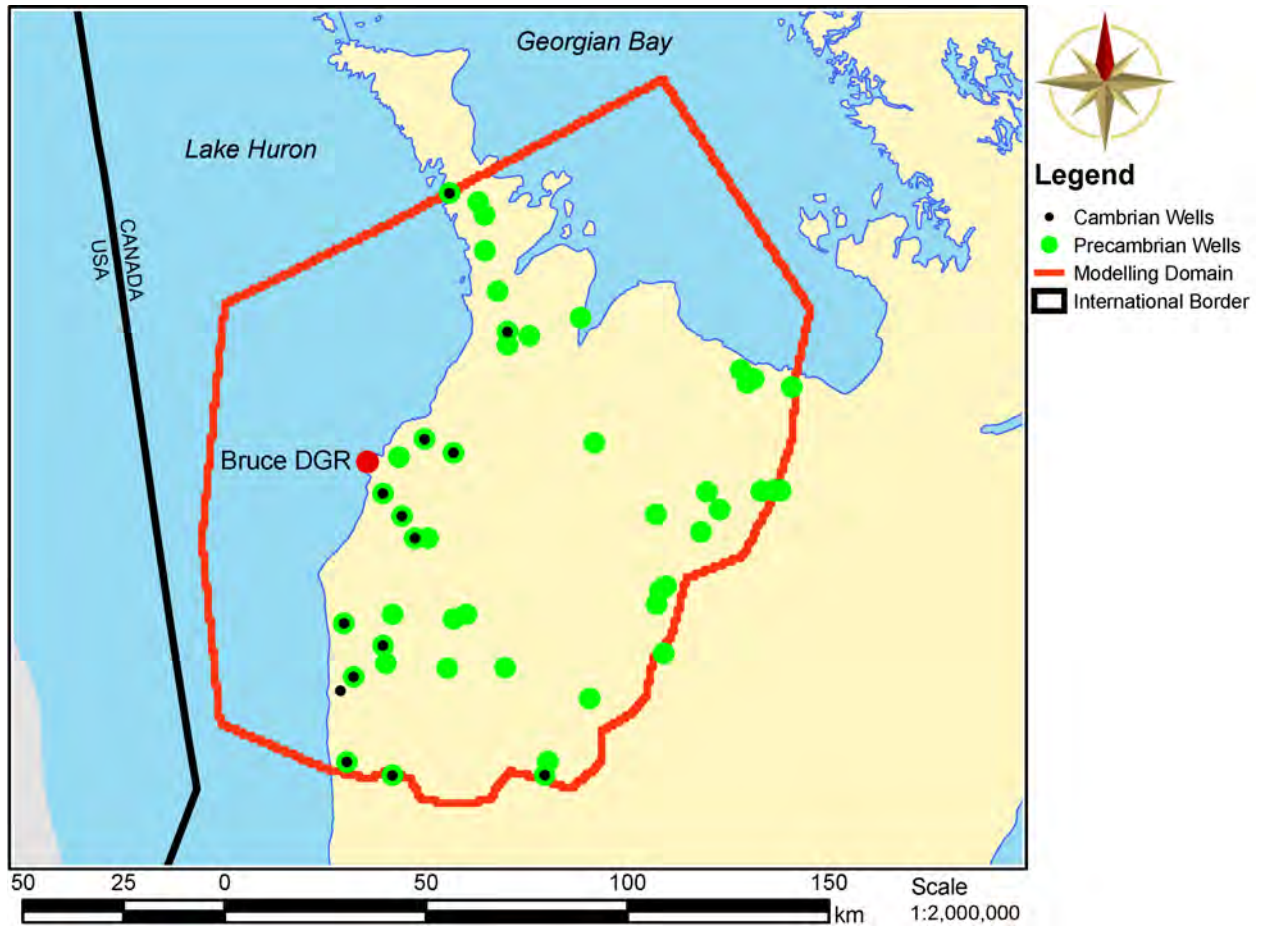 Georgian Bay
Lake Huron
CANADA
USA
Bruce DGR
Legend
Cambrian Wells
Precambrian Wells
Modelling Domain
International Border
50 25 0 50 100 150
km
Scale
1:2,000,000